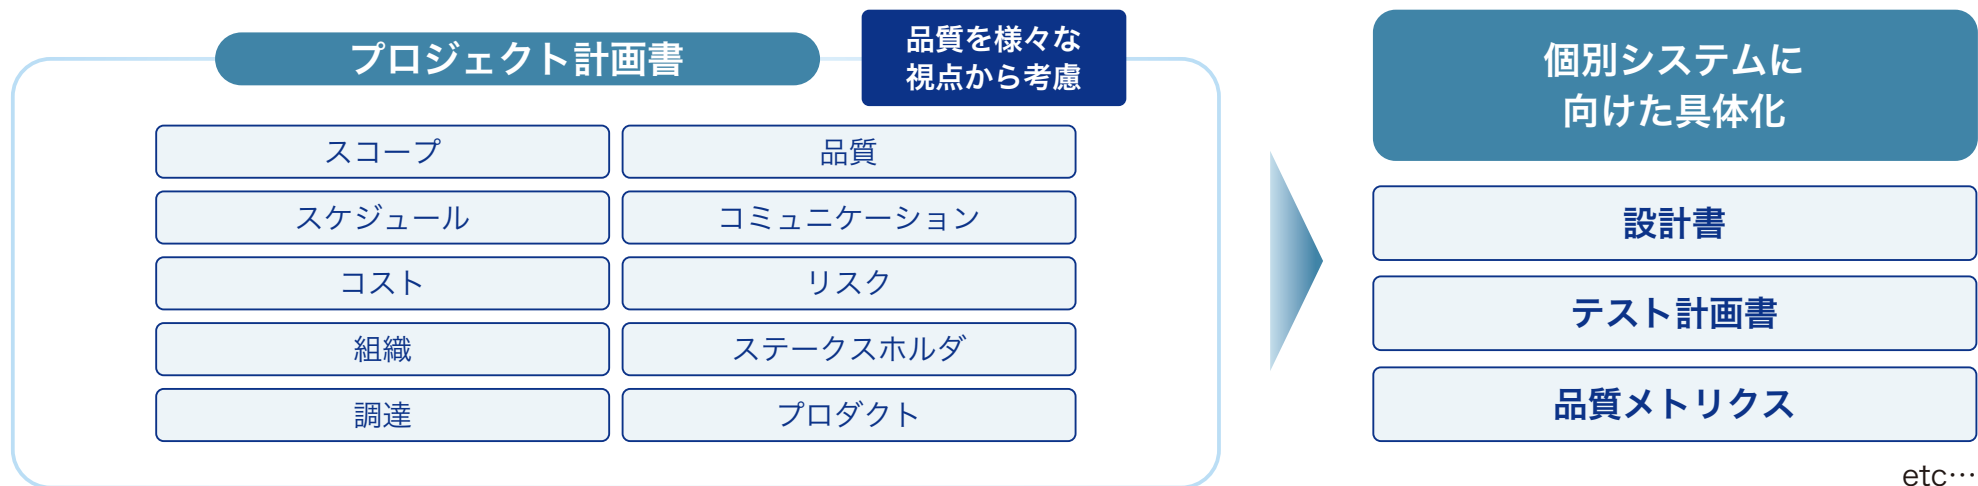 プロジェクト計画書
品質を様々な
視点から考慮
スコープ
品質
スケジュール
コミュニケーション
コスト
リスク
組織
ステークスホルダ
調達
プロダクト
個別システムに
向けた具体化
設計書
テスト計画書
品質メトリクス
etc…